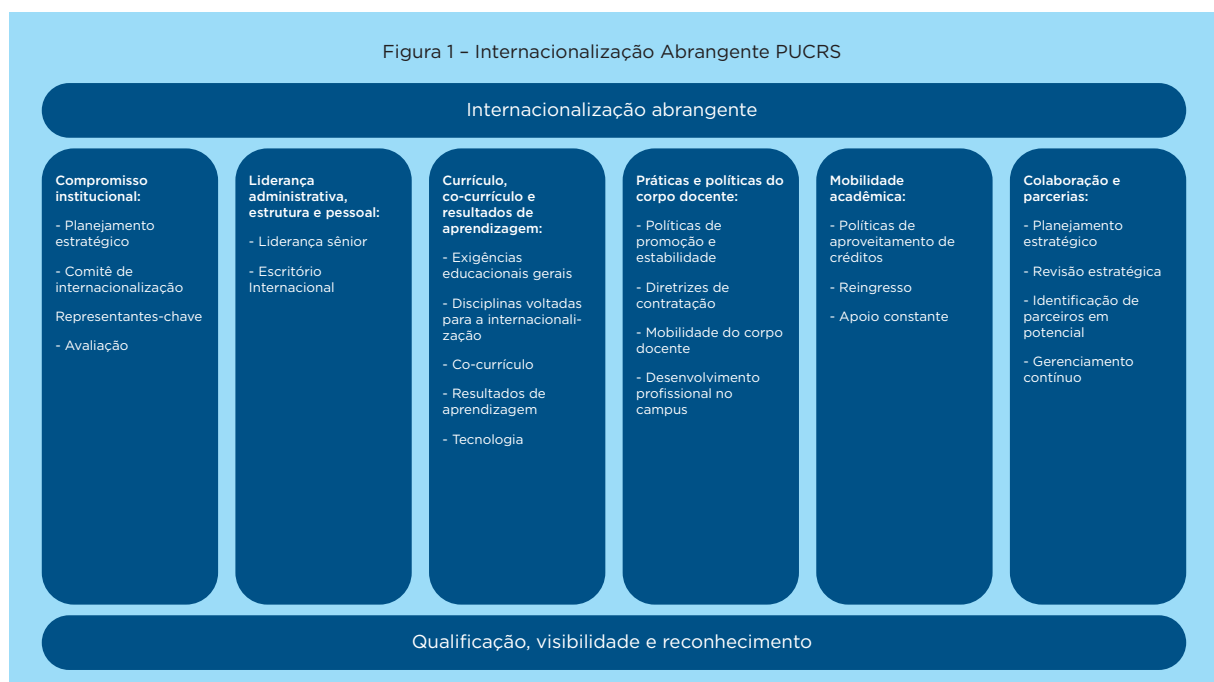 Figura 1 – Internacionalização Abrangente PUCRS
Internacionalização abrangente
Compromisso
institucional:
- Planejamento
estratégico
- Comitê de
internacionalização
Representantes-chave
- Avaliação
Liderança
administrativa,
estrutura e pessoal:
- Liderança sênior
- Escritório
Internacional
Currículo,
co-currículo e
resultados de
aprendizagem:
- Exigências
educacionais gerais
- Disciplinas voltadas
para a internacionali-
zação
- Co-currículo
- Resultados de
aprendizagem
- Tecnologia
Práticas e políticas do
corpo docente:
- Políticas de
promoção e
estabilidade
- Diretrizes de
contratação
- Mobilidade do corpo
docente
- Desenvolvimento
profissional no
campus
Mobilidade
acadêmica:
- Políticas de
aproveitamento de
créditos
- Reingresso
- Apoio constante
Colaboração e
parcerias:
- Planejamento
estratégico
- Revisão estratégica
- Identificação de
parceiros em
potencial
- Gerenciamento
contínuo
Qualificação, visibilidade e reconhecimento